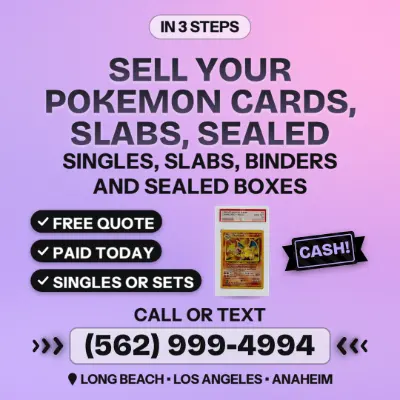 IN 3 STEPS
SELL YOUR
POKEMON CARDS,
SLABS, SEALED
SINGLES, SLABS, BINDERS
AND SEALED BOXES
✓ FREE QUOTE
✓ PAID TODAY
✓ SINGLES OR SETS
CASH!
CALL OR TEXT
(562) 999-4994
LONG BEACH • LOS ANGELES • ANAHEIM